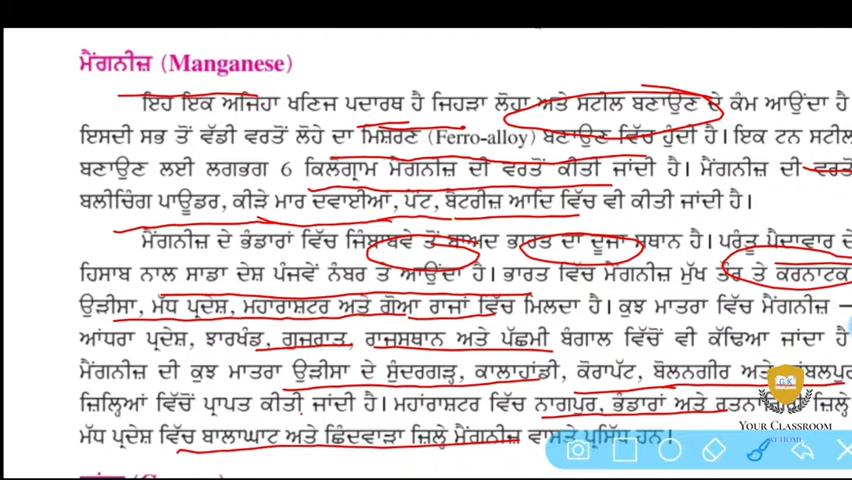 ਮੈਂਗਨੀਜ਼ (Manganese)
ਇਹ ਇਕ ਅਜਿਹਾ ਖਣਿਜ ਪਦਾਰਥ ਹੈ ਜਿਹੜਾ ਲੋਹਾ ਅਤੇ ਸਟੀਲ ਬਣਾਉਣ ਦੇ ਕੰਮ ਆਉਂਦਾ ਹੈ
ਇਸਦੀ ਸਭ ਤੋਂ ਵੱਡੀ ਵਰਤੋਂ ਲੋਹੇ ਦਾ ਮਿਸ਼ਰਣ (Ferro-alloy) ਬਣਾਉਣ ਵਿੱਚ ਹੁੰਦੀ ਹੈ। ਇਕ ਟਨ ਸਟੀਲ
ਬਣਾਉਣ ਲਈ ਲਗਭਗ 6 ਕਿਲਗ੍ਰਾਮ ਮੈਂਗਨੀਜ਼ ਦੀ ਵਰਤੋਂ ਕੀਤੀ ਜਾਂਦੀ ਹੈ। ਮੈਂਗਨੀਜ਼ ਦੀ ਵਰਤੋਂ
ਬਲੀਚਿੰਗ ਪਾਊਡਰ, ਕੀੜੇ ਮਾਰ ਦਵਾਈਆਂ, ਪੇਂਟ, ਬੈਟਰੀਜ਼ ਆਦਿ ਵਿੱਚ ਵੀ ਕੀਤੀ ਜਾਂਦੀ ਹੈ।
ਮੈਂਗਨੀਜ਼ ਦੇ ਭੰਡਾਰਾਂ ਵਿੱਚ ਜਿੰਬਾਬਵੇ ਤੋਂ ਬਾਅਦ ਭਾਰਤ ਦਾ ਦੂਜਾ ਸਥਾਨ ਹੈ। ਪਰੰਤੂ ਪੈਦਾਵਾਰ ਦੇ
ਹਿਸਾਬ ਨਾਲ ਸਾਡਾ ਦੇਸ਼ ਪੰਜਵੇਂ ਨੰਬਰ ਤੇ ਆਉਂਦਾ ਹੈ। ਭਾਰਤ ਵਿੱਚ ਮੈਂਗਨੀਜ਼ ਮੁੱਖ ਤੌਰ ਤੇ ਕਰਨਾਟਕ
ਉੜੀਸਾ, ਮੱਧ ਪ੍ਰਦੇਸ਼, ਮਹਾਰਾਸ਼ਟਰ ਅਤੇ ਗੋਆ ਰਾਜਾਂ ਵਿੱਚ ਮਿਲਦਾ ਹੈ। ਕੁਝ ਮਾਤਰਾ ਵਿੱਚ ਮੈਂਗਨੀਜ਼ —
ਆਂਧਰਾ ਪ੍ਰਦੇਸ਼, ਝਾਰਖੰਡ, ਗੁਜਰਾਤ, ਰਾਜਸਥਾਨ ਅਤੇ ਪੱਛਮੀ ਬੰਗਾਲ ਵਿੱਚੋਂ ਵੀ ਕੱਢਿਆ ਜਾਂਦਾ ਹੈ
ਮੈਂਗਨੀਜ਼ ਦੀ ਕੁਝ ਮਾਤਰਾ ਉੜੀਸਾ ਦੇ ਸੁੰਦਰਗੜ੍ਹ, ਕਾਲਾਹਾਂਡੀ, ਕੋਰਾਪੱਟ, ਬੋਲਨਗੀਰ ਅਤੇ
ਜ਼ਿਲ੍ਹਿਆਂ ਵਿੱਚੋਂ ਪ੍ਰਾਪਤ ਕੀਤੀ ਜਾਂਦੀ ਹੈ। ਮਹਾਂਰਾਸ਼ਟਰ ਵਿੱਚ ਨਾਗਪੁਰ, ਭੰਡਾਰਾਂ ਅਤੇ ਜ਼ਿਲ੍ਹੇ
ਮੱਧ ਪ੍ਰਦੇਸ਼ ਵਿੱਚ ਬਾਲਾਘਾਟ ਅਤੇ ਛਿੰਦਵਾੜਾ ਜ਼ਿਲ੍ਹੇ ਮੈਂਗਨੀਜ਼ ਵਾਸਤੇ ਪ੍ਰਸਿੱਧ ਹਨ।
G.K
YOUR CLASSROOM
AT HOME